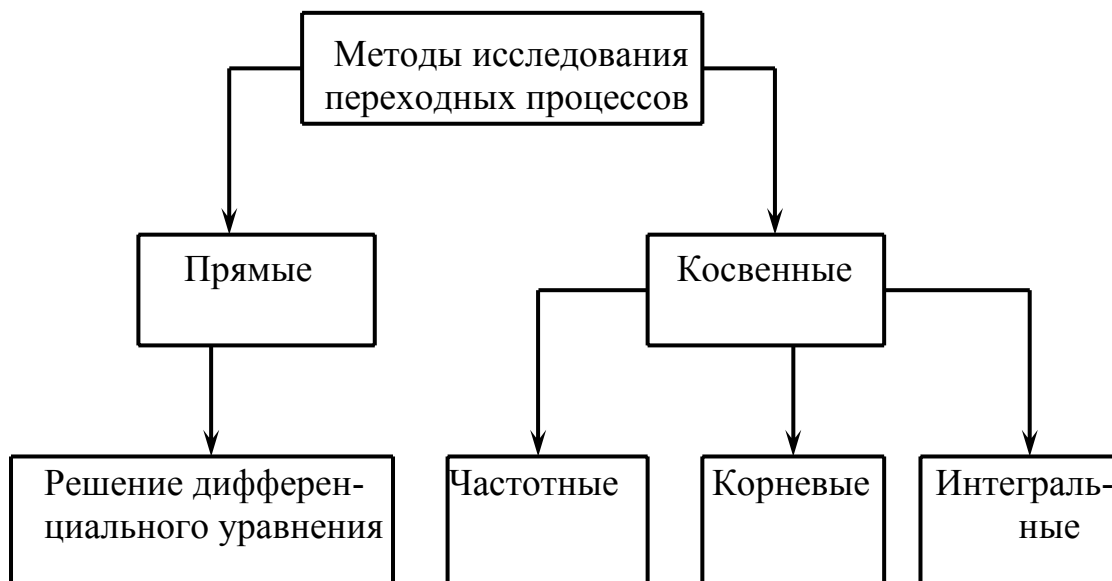 Методы исследования
переходных процессов
Прямые
Косвенные
Решение дифферен-
циального уравнения
Частотные
Корневые
Интеграль-
ные